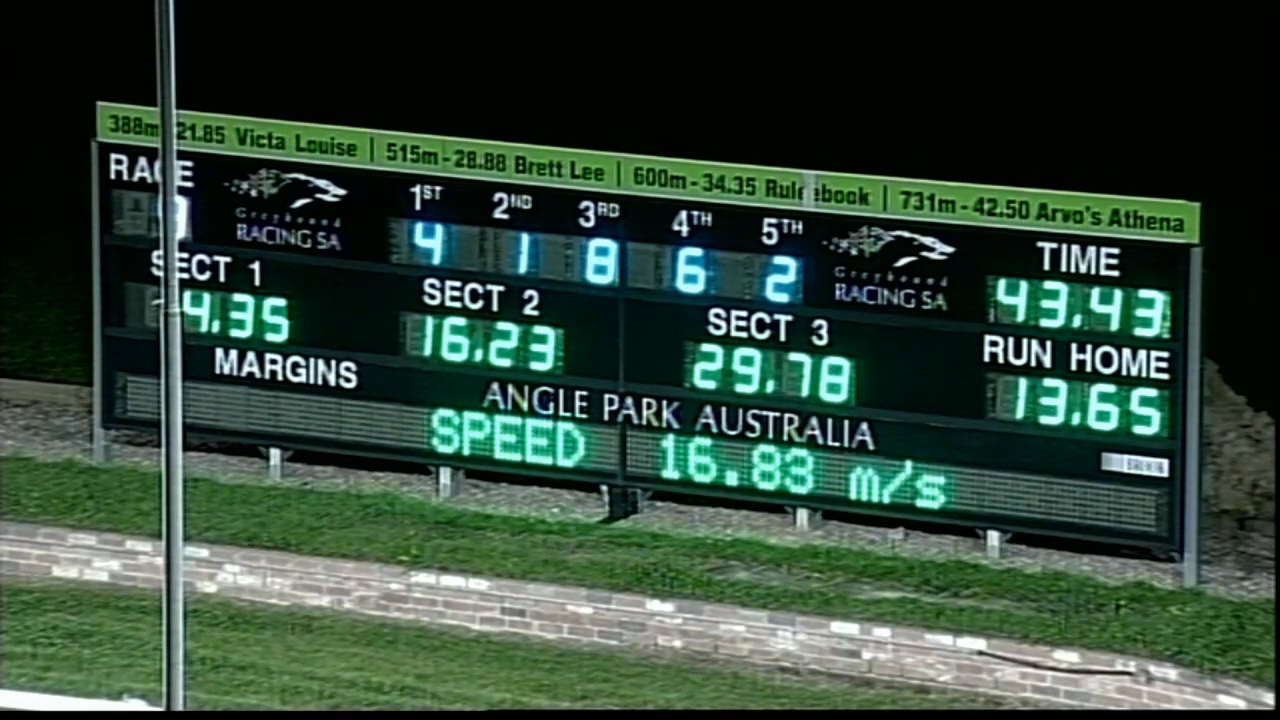 388m 21.85 Victa Louise | 515m - 28.88 Brett Lee | 600m - 34.35 Rulebook | 731m - 42.50 Arvo's Athena
RACE 1ST 2ND 3RD 4TH 5TH TIME
Greyhound RACING SA
4 1 8 6 2
Greyhound RACING SA
43.43
SECT 1 SECT 2 SECT 3 RUN HOME
4.35 16.23 29.78 13.65
MARGINS
ANGLE PARK AUSTRALIA
SPEED 16.83 m/s